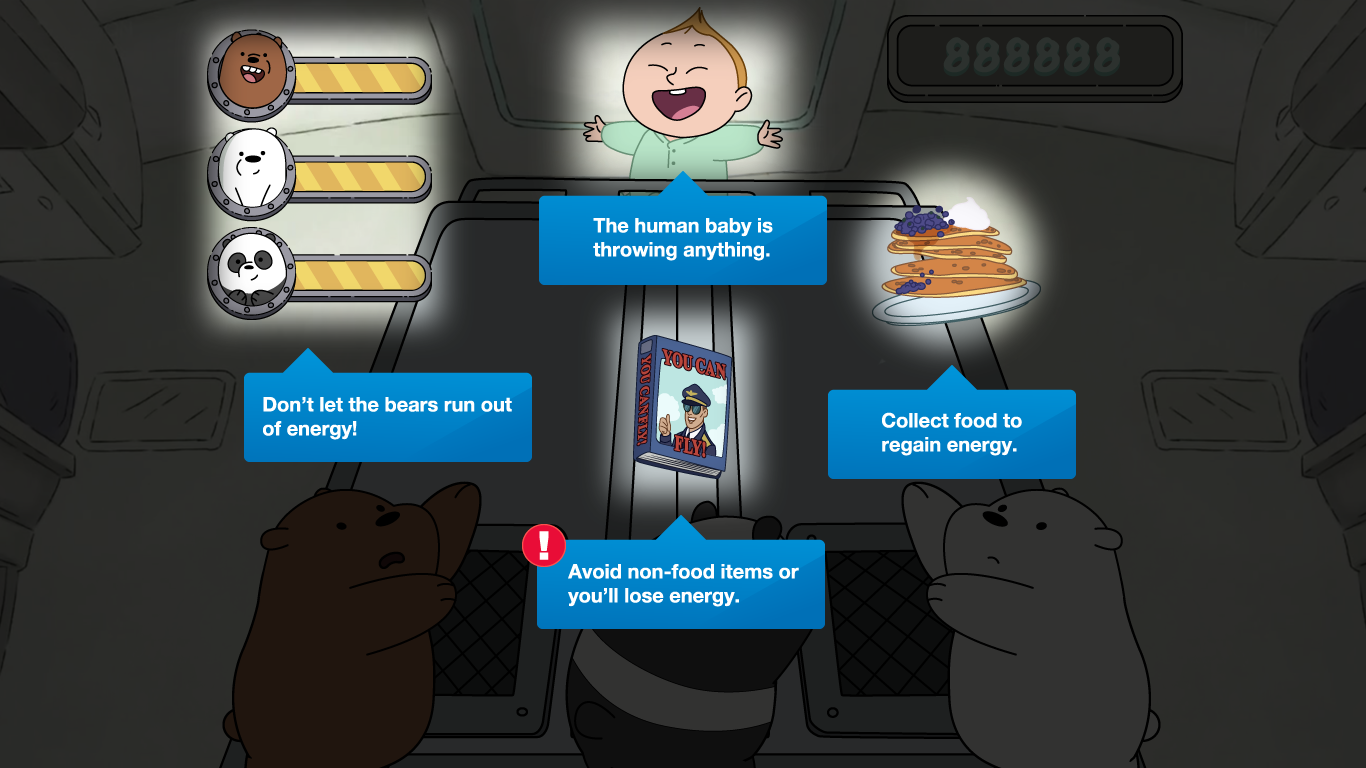 888888
The human baby is
throwing anything.
YOU CAN
FLY!
YOU CAN FLY!
Don't let the bears run out
of energy!
Collect food to
regain energy.
!
Avoid non-food items or
you'll lose energy.